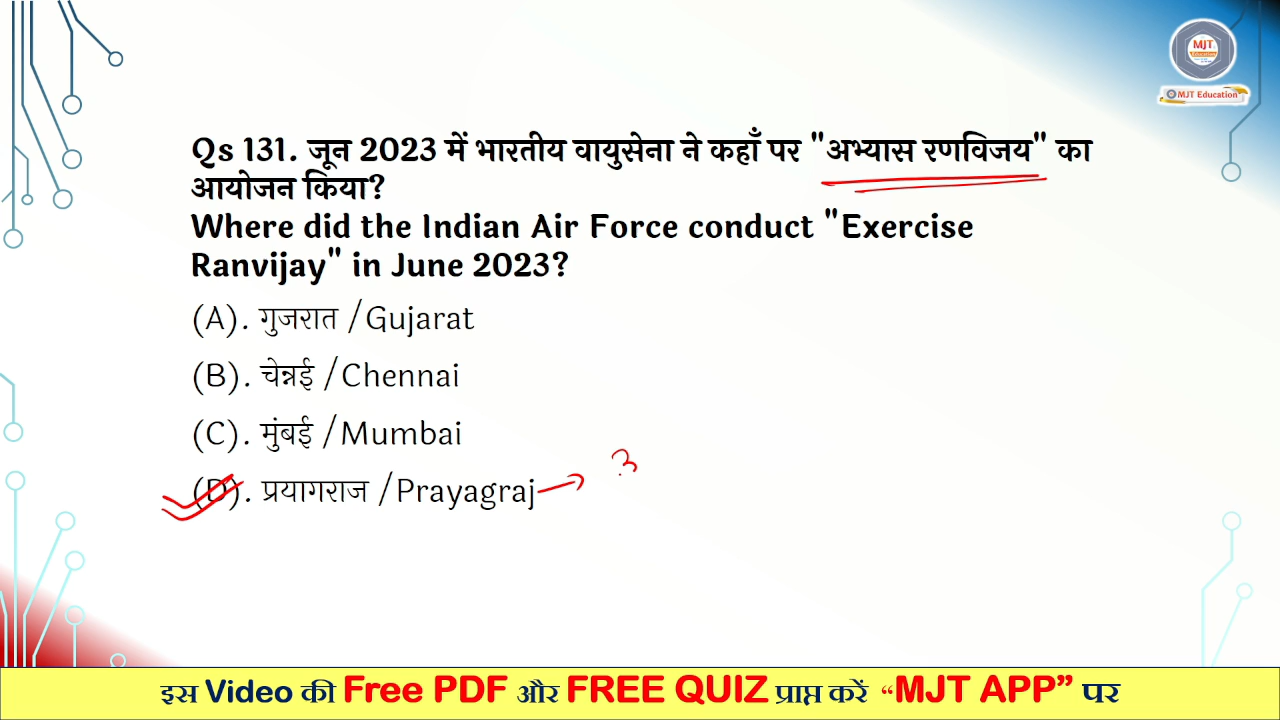 MJT
Education
MJT Education
Qs 131. जून 2023 में भारतीय वायुसेना ने कहाँ पर "अभ्यास रणविजय" का
आयोजन किया?
Where did the Indian Air Force conduct "Exercise
Ranvijay" in June 2023?
(A). गुजरात /Gujarat
(B). चेन्नई /Chennai
(C). मुंबई /Mumbai
(D). प्रयागराज /Prayagraj
इस Video की Free PDF और FREE QUIZ प्राप्त करें “MJT APP” पर